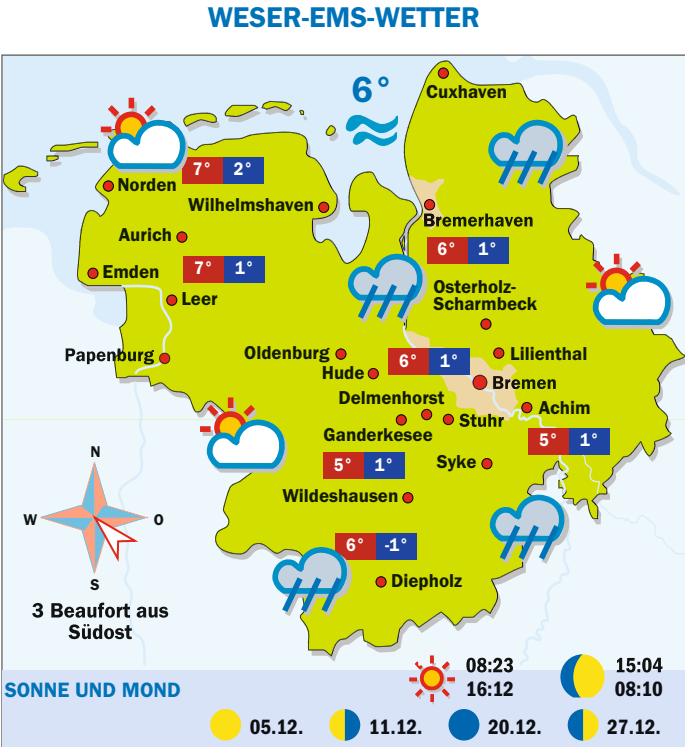 WESER-EMS-WETTER
6°
Cuxhaven
7° 2°
Norden
Wilhelmshaven
Bremerhaven
Aurich
6° 1°
7° 1°
Emden
Osterholz-
Scharmbeck
Leer
Papenburg
Oldenburg
Lilienthal
6° 1°
Hude
Bremen
Delmenhorst
Achim
Stuhr
Ganderkesee
5° 1°
N
5° 1°
Syke
Wildeshausen
W
O
6° -1°
S
Diepholz
3 Beaufort aus
Südost
SONNE UND MOND
08:23
16:12
15:04
08:10
05.12. 11.12. 20.12. 27.12.